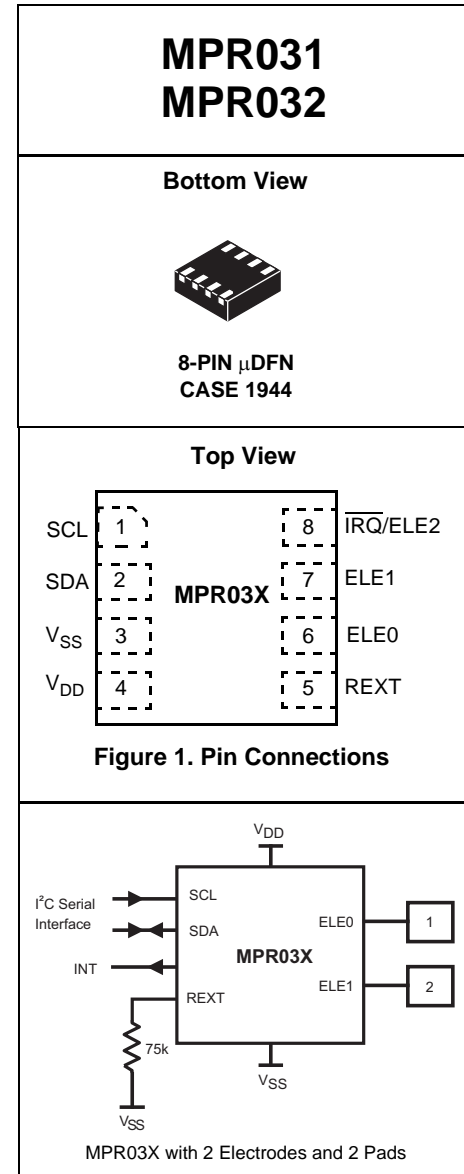 MPR031
MPR032
Bottom View
8-PIN μDFN
CASE 1944
Top View
SCL 1 8 IRQ/ELE2
SDA 2 MPR03X 7 ELE1
VSS 3 6 ELE0
VDD 4 5 REXT
Figure 1. Pin Connections
VDD
I²C Serial
Interface
SCL
SDA
INT
REXT
MPR03X
ELE0 1
ELE1 2
75k
VSS
VSS
MPR03X with 2 Electrodes and 2 Pads